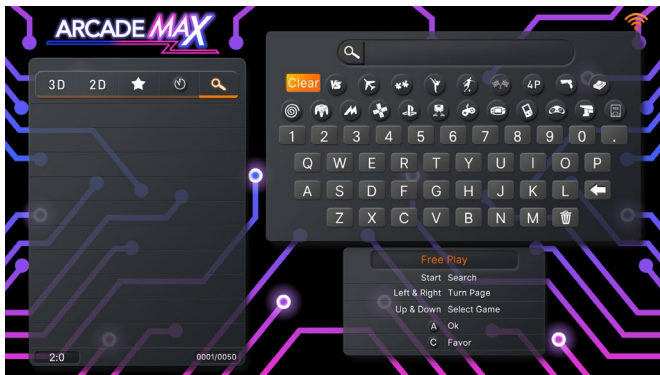 ARCADE MAX
3D 2D
Clear VS 4P
1 2 3 4 5 6 7 8 9 0 .
Q W E R T Y U I O P
A S D F G H J K L
Z X C V B N M
Free Play
Start Search
Left & Right Turn Page
Up & Down Select Game
A Ok
C Favor
2:0 0001/0050